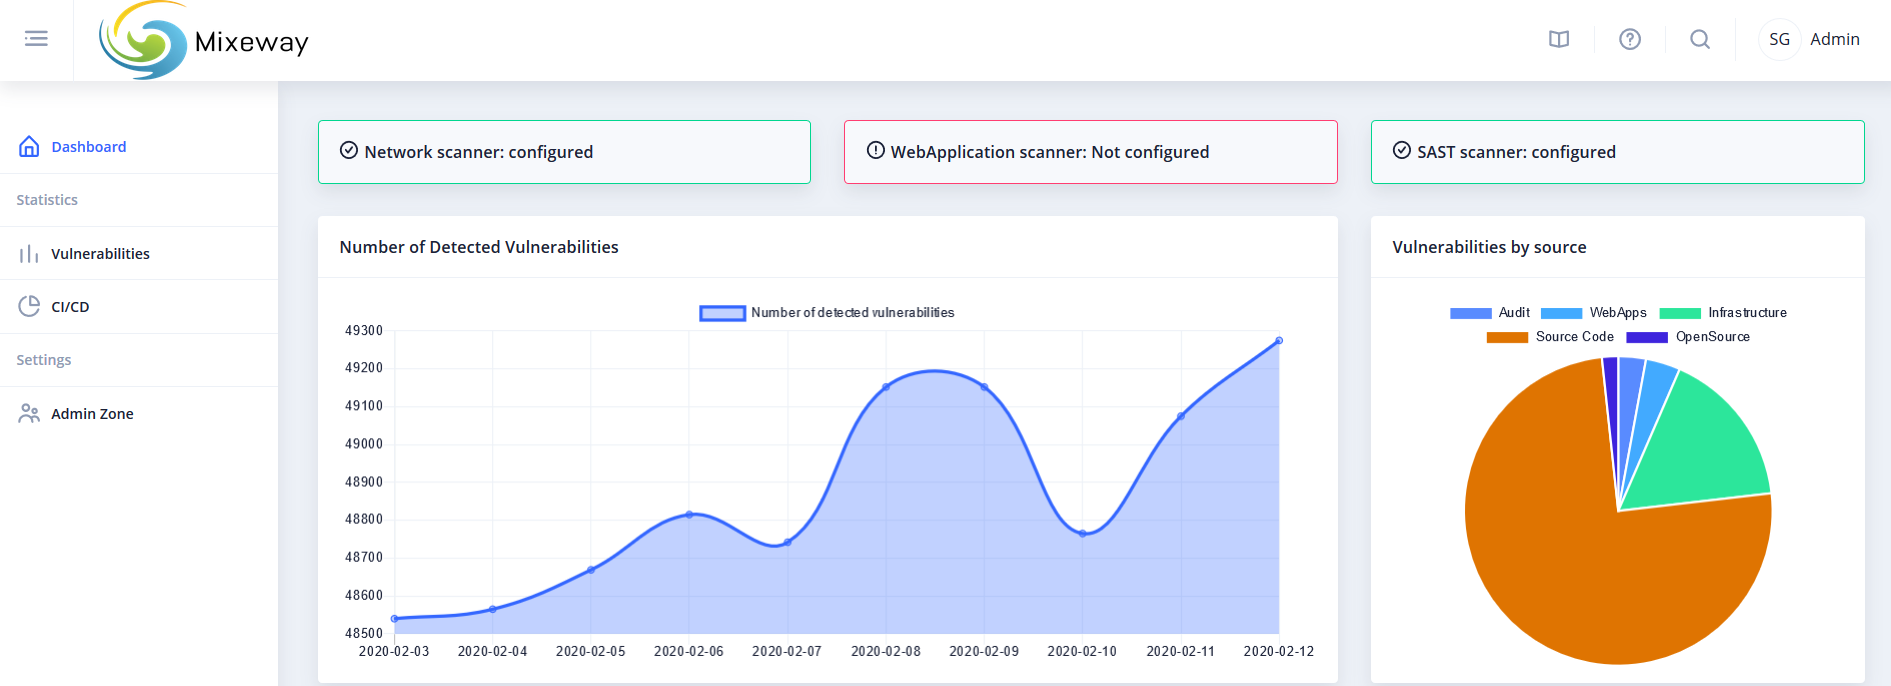 Mixeway
SG Admin
Dashboard
Statistics
Vulnerabilities
CI/CD
Settings
Admin Zone
Network scanner: configured
WebApplication scanner: Not configured
SAST scanner: configured
Number of Detected Vulnerabilities
Number of detected vulnerabilities
49300
49200
49100
49000
48900
48800
48700
48600
48500
2020-02-03 2020-02-04 2020-02-05 2020-02-06 2020-02-07 2020-02-08 2020-02-09 2020-02-10 2020-02-11 2020-02-12
Vulnerabilities by source
Audit WebApps Infrastructure
Source Code OpenSource